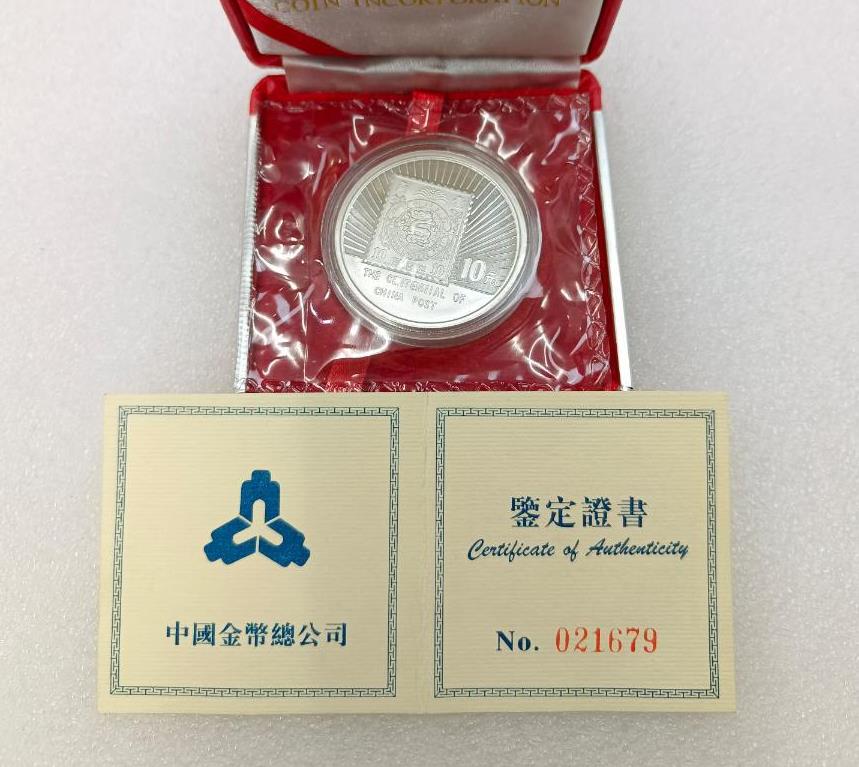 COIN INCORPORATION
10元
THE CENTENNIAL OF
CHINA POST
中國金幣總公司
鑒定證書
Certificate of Authenticity
No. 021679